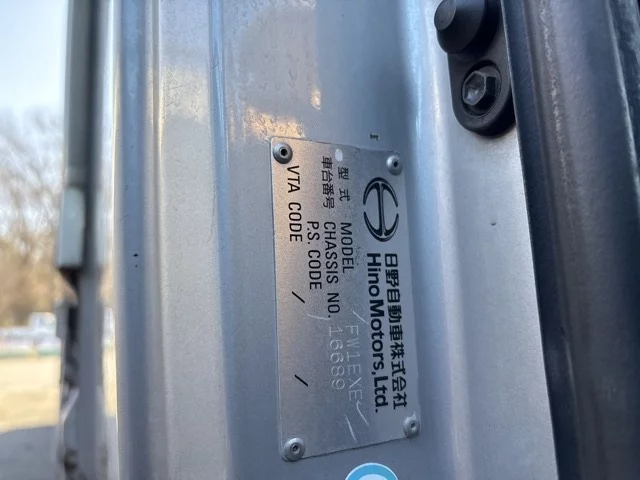 日野自動車株式会社
Hino Motors, Ltd.
型式 MODEL FW1EXE
車台番号 CHASSIS NO. 16689
P.S. CODE
VTA CODE / /